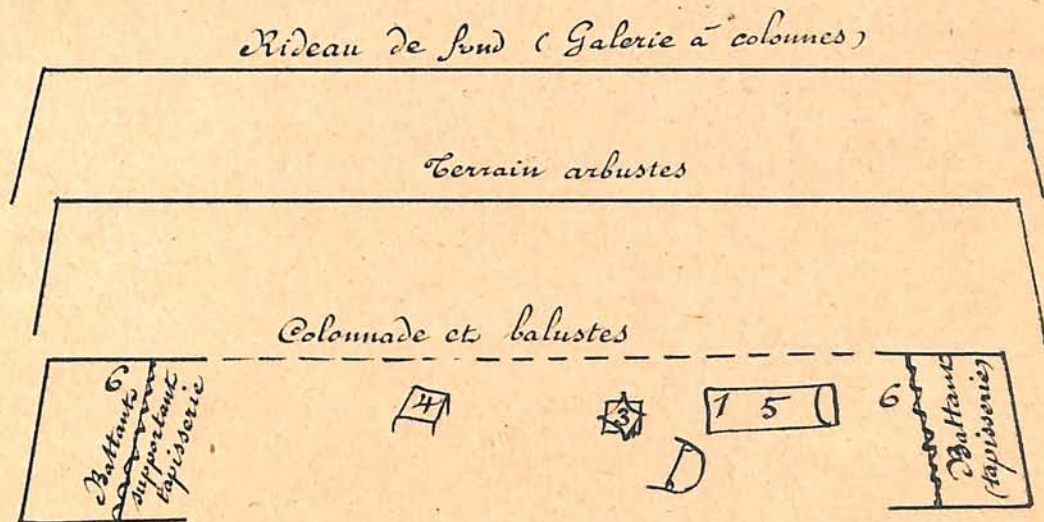 Rideau de fond (Galerie à colonnes)
Terrain arbustes
Colonnade et balustes
6
Battants
supportant
tapisserie
4
3
1 5
6
Battant
(tapisserie)